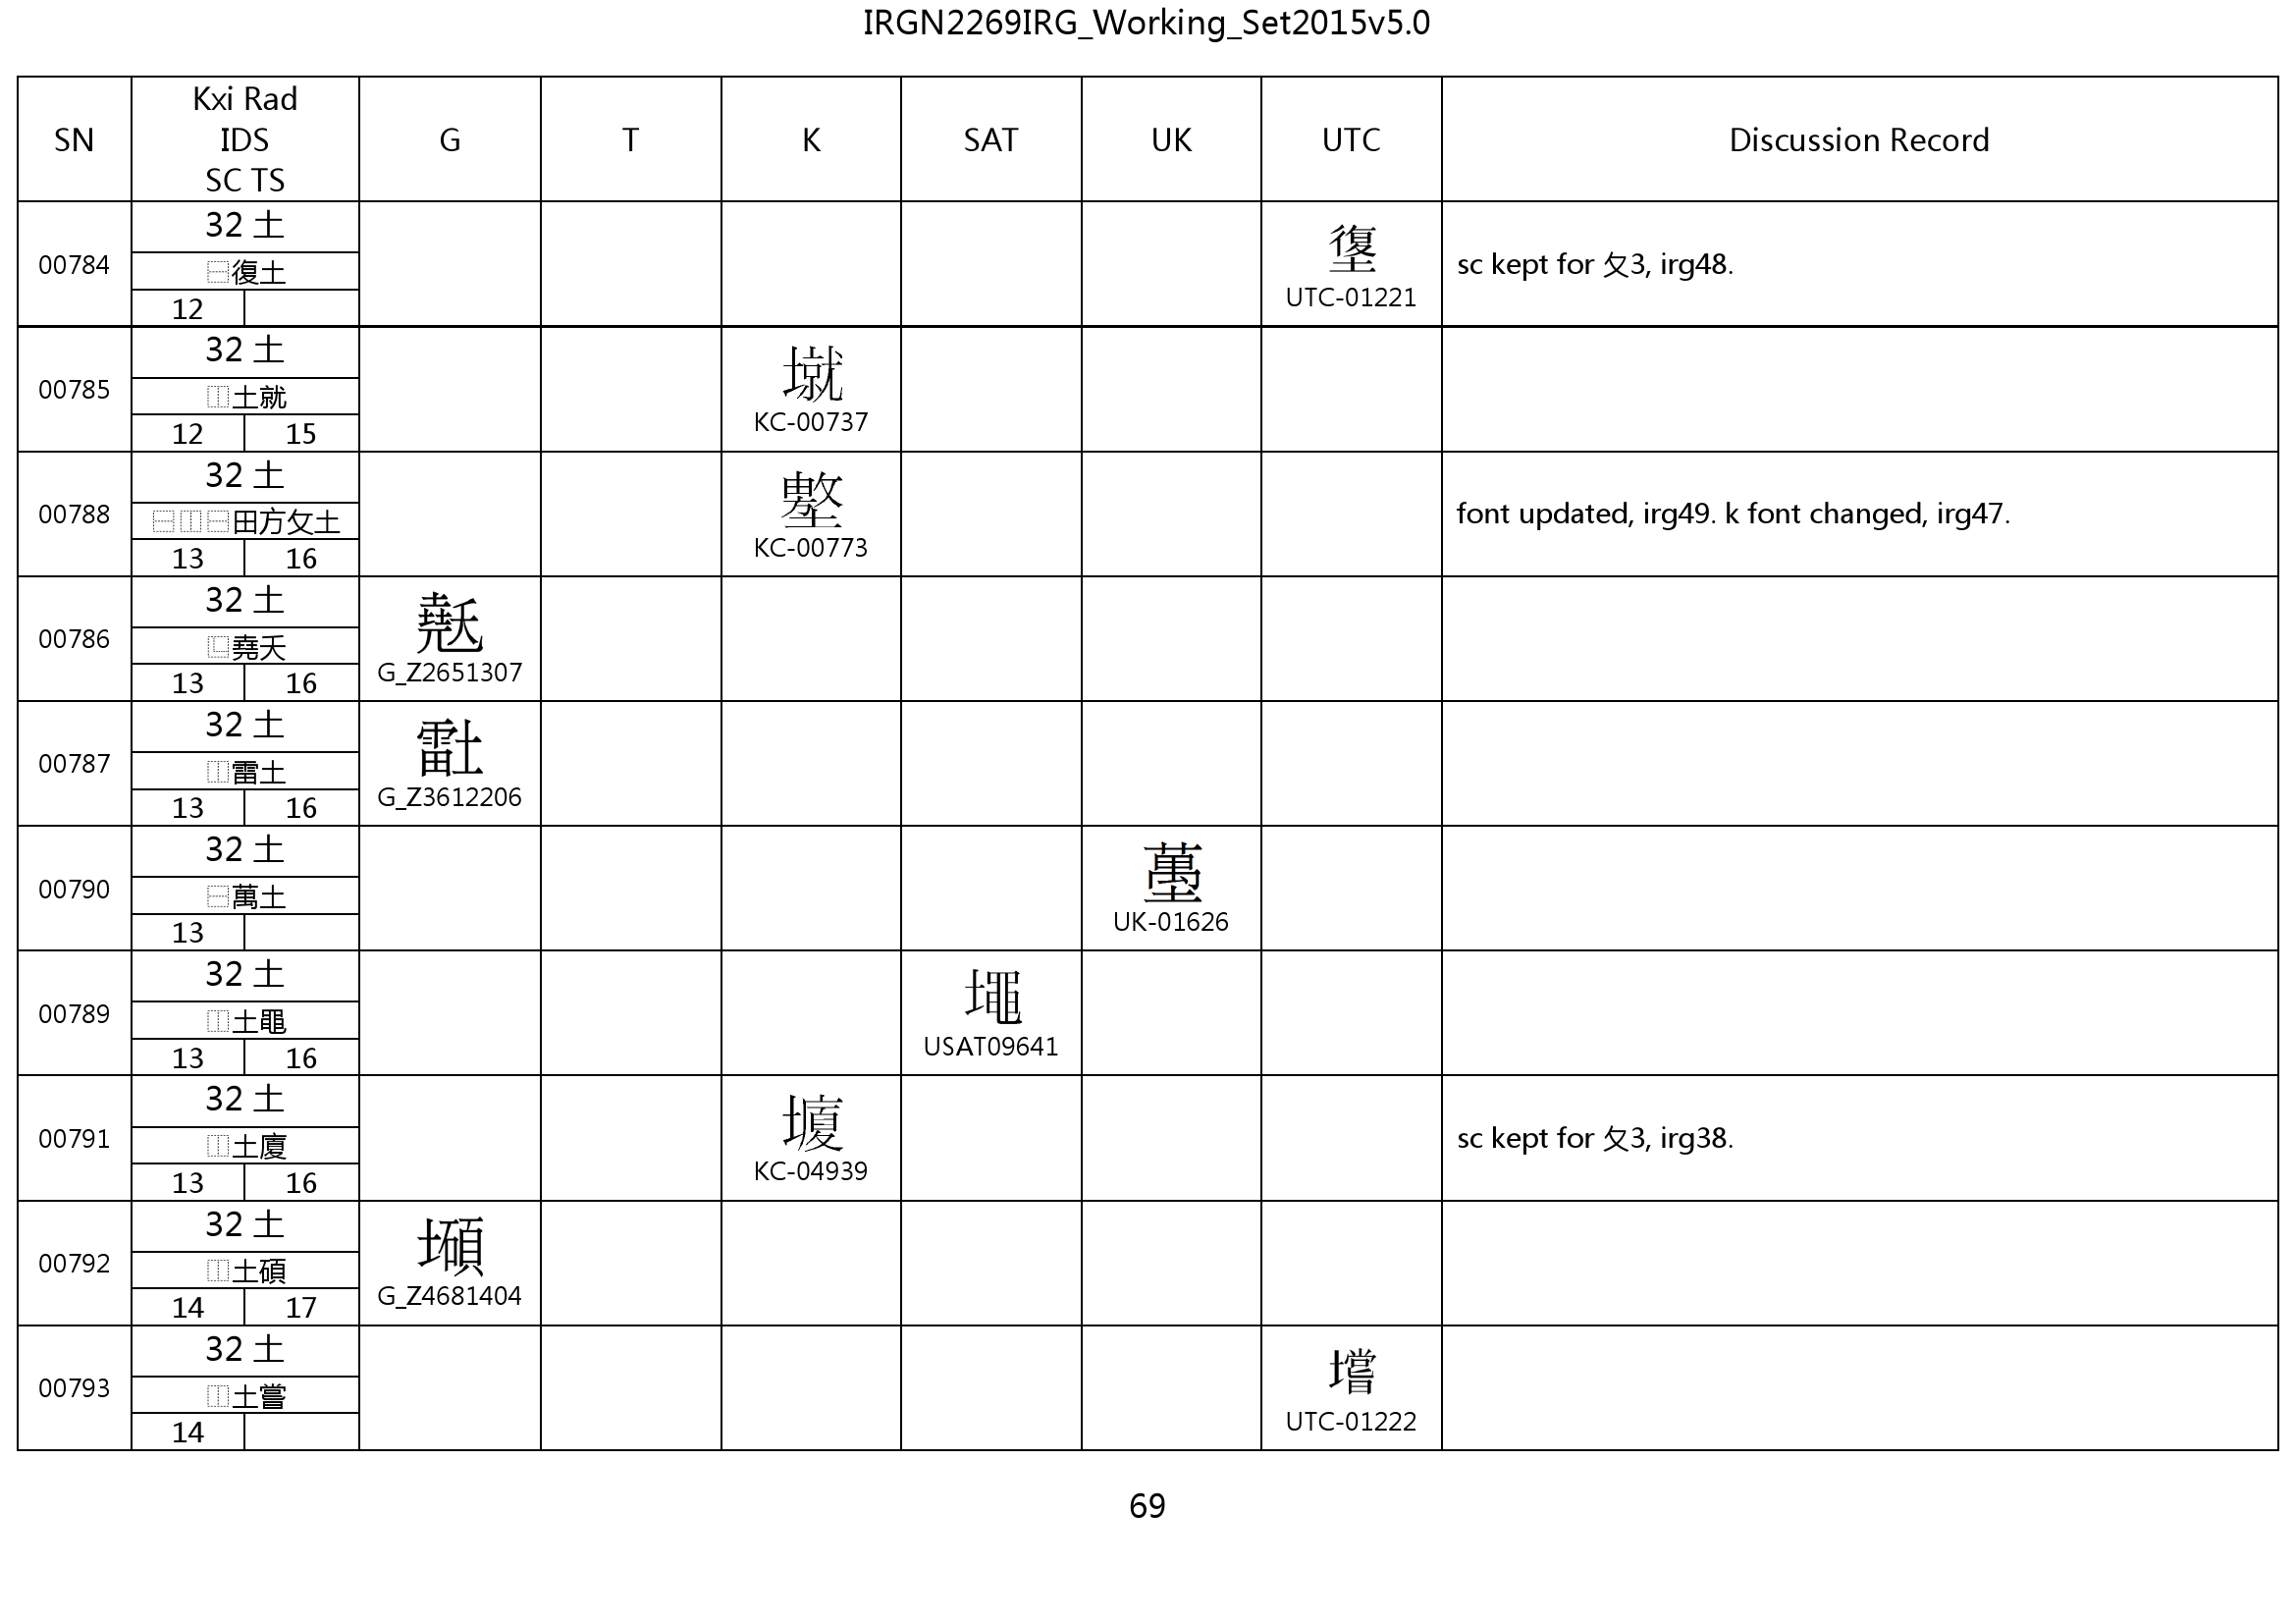 IRGN2269IRG_Working_Set2015v5.0
SN
Kxi Rad
IDS
SC TS
G
T
K
SAT
UK
UTC
Discussion Record
00784
32 土
⿱復土
12
UTC-01221
sc kept for 夂3, irg48.
00785
32 土
⿰土就
12 15
KC-00737
00788
32 土
⿱⿰⿱田方攵土
13 16
KC-00773
font updated, irg49. k font changed, irg47.
00786
32 土
⿺堯天
13 16
G_Z2651307
00787
32 土
⿰雷土
13 16
G_Z3612206
00790
32 土
⿱萬土
13
UK-01626
00789
32 土
⿰土黽
13 16
USAT09641
00791
32 土
⿰土廈
13 16
KC-04939
sc kept for 夂3, irg38.
00792
32 土
⿰土碩
14 17
G_Z4681404
00793
32 土
⿰土嘗
14
UTC-01222
69